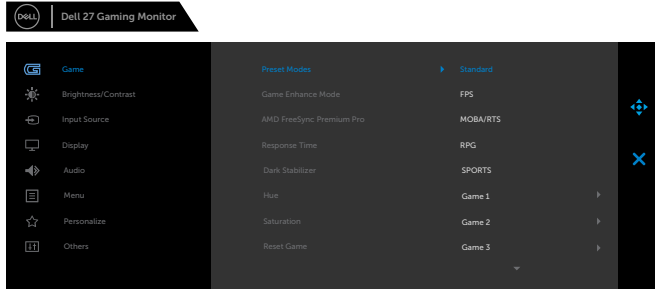 DELL
Dell 27 Gaming Monitor
Game
Preset Modes
Standard
Brightness/Contrast
Game Enhance Mode
FPS
Input Source
AMD FreeSync Premium Pro
MOBA/RTS
Display
Response Time
RPG
Audio
Dark Stabilizer
SPORTS
Menu
Hue
Game 1
Personalize
Saturation
Game 2
Others
Reset Game
Game 3